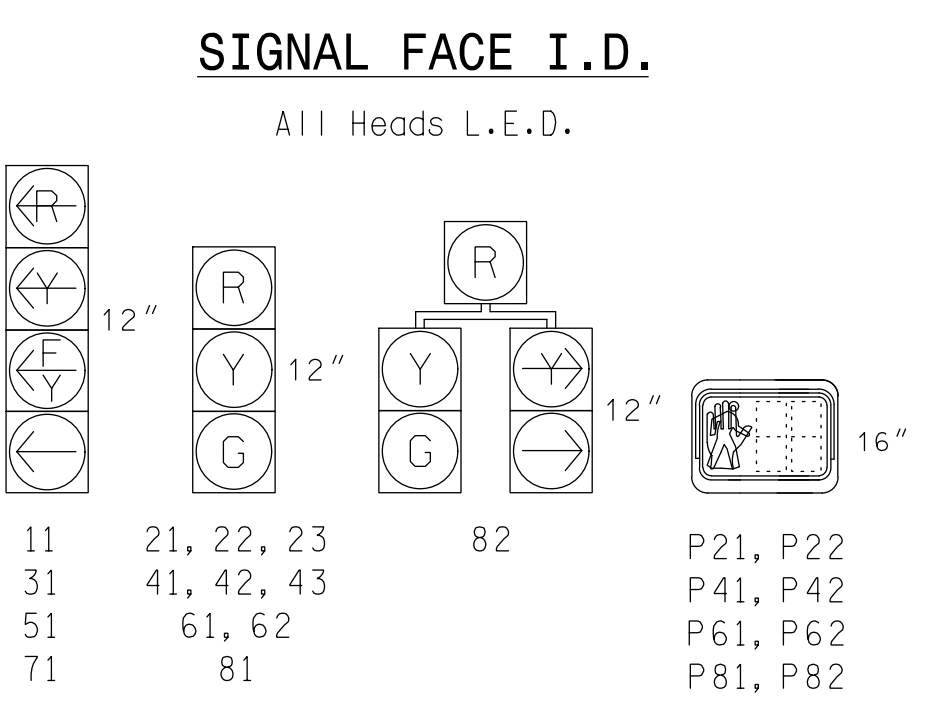 SIGNAL FACE I.D.
All Heads L.E.D.
R
Y
F
Y
12"
R
Y
G
12"
R
Y
G
Y
12"
16"
11
31
51
71
21, 22, 23
41, 42, 43
61, 62
81
82
P21, P22
P41, P42
P61, P62
P81, P82